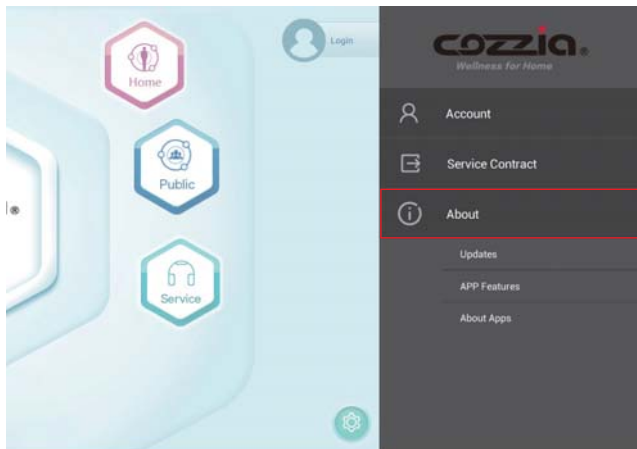 Home
Public
Service
Login
cozzia®
Wellness for Home
Account
Service Contract
About
Updates
APP Features
About Apps
®